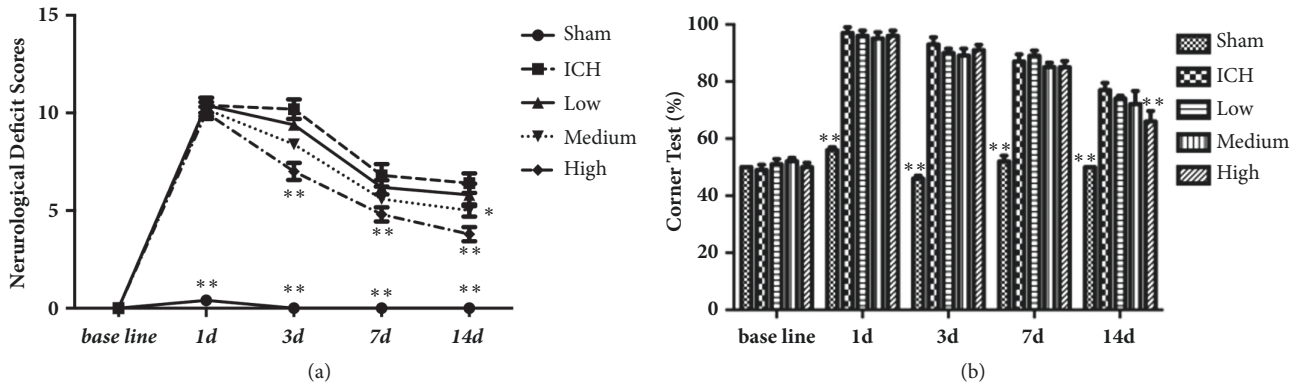 Nerurological Deficit Scores
15
10
5
0
base line
1d
3d
7d
14d
**
**
**
**
**
**
*
**
Sham
ICH
Low
Medium
High
(a)
Corner Test (%)
100
80
60
40
20
0
base line
1d
3d
7d
14d
**
**
**
**
**
Sham
ICH
Low
Medium
High
(b)